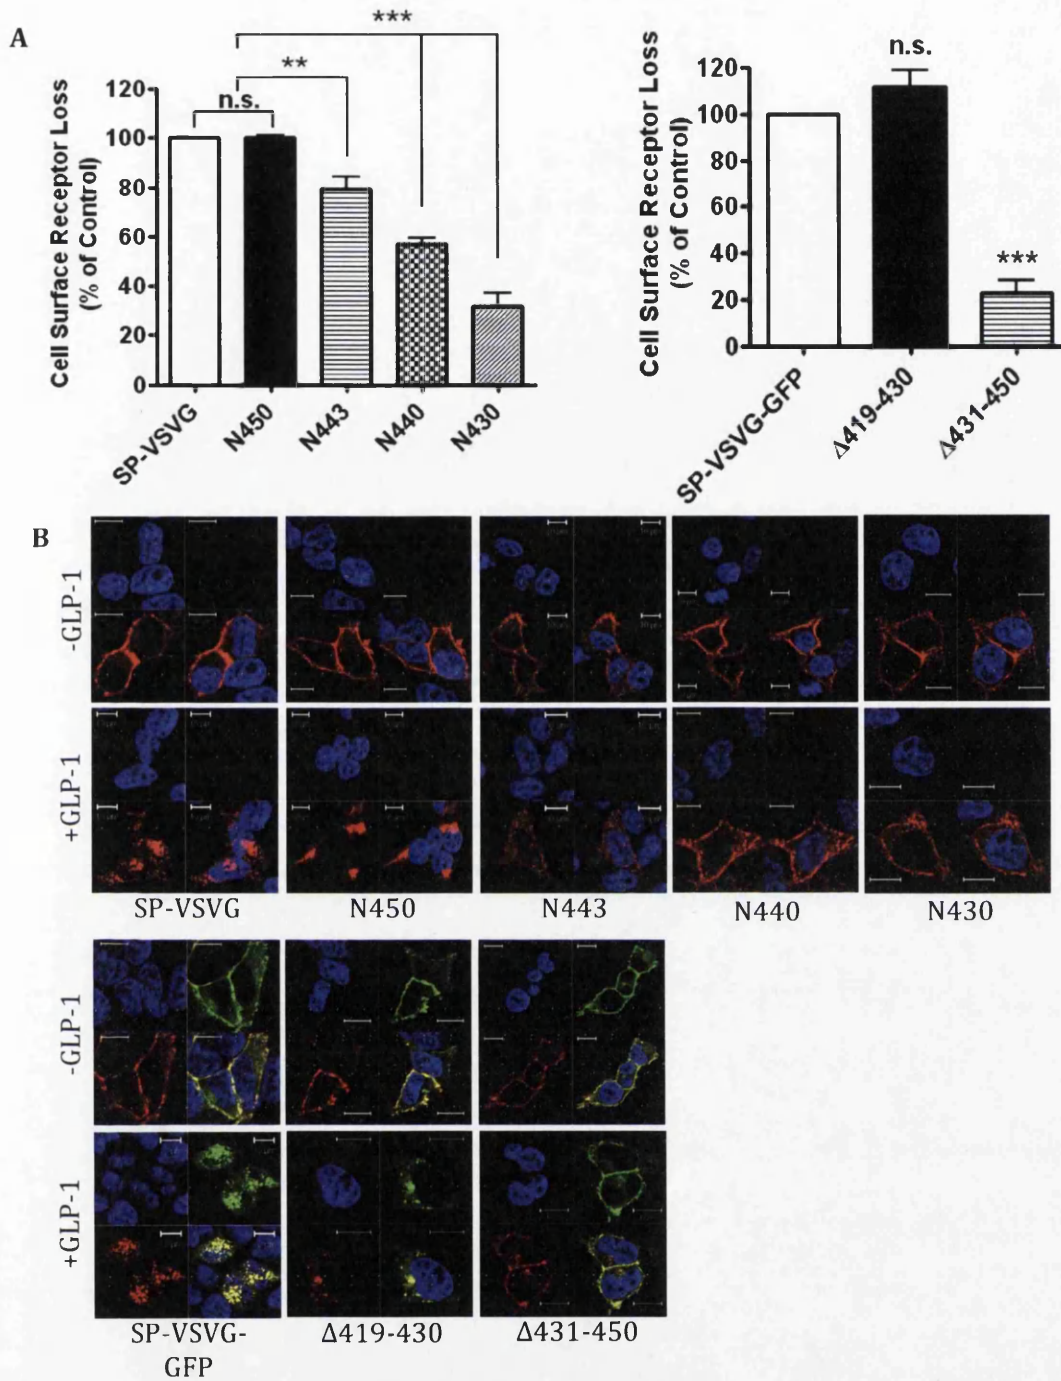 A
***
**
n.s.
Cell Surface Receptor Loss
(% of Control)
120
100
80
60
40
20
0
SP-VSVG
N450
N443
N440
N430
n.s.
***
Cell Surface Receptor Loss
(% of Control)
120
100
80
60
40
20
0
SP-VSVG-GFP
Δ419-430
Δ431-450
B
-GLP-1
+GLP-1
SP-VSVG
N450
N443
N440
N430
-GLP-1
+GLP-1
SP-VSVG-
GFP
Δ419-430
Δ431-450